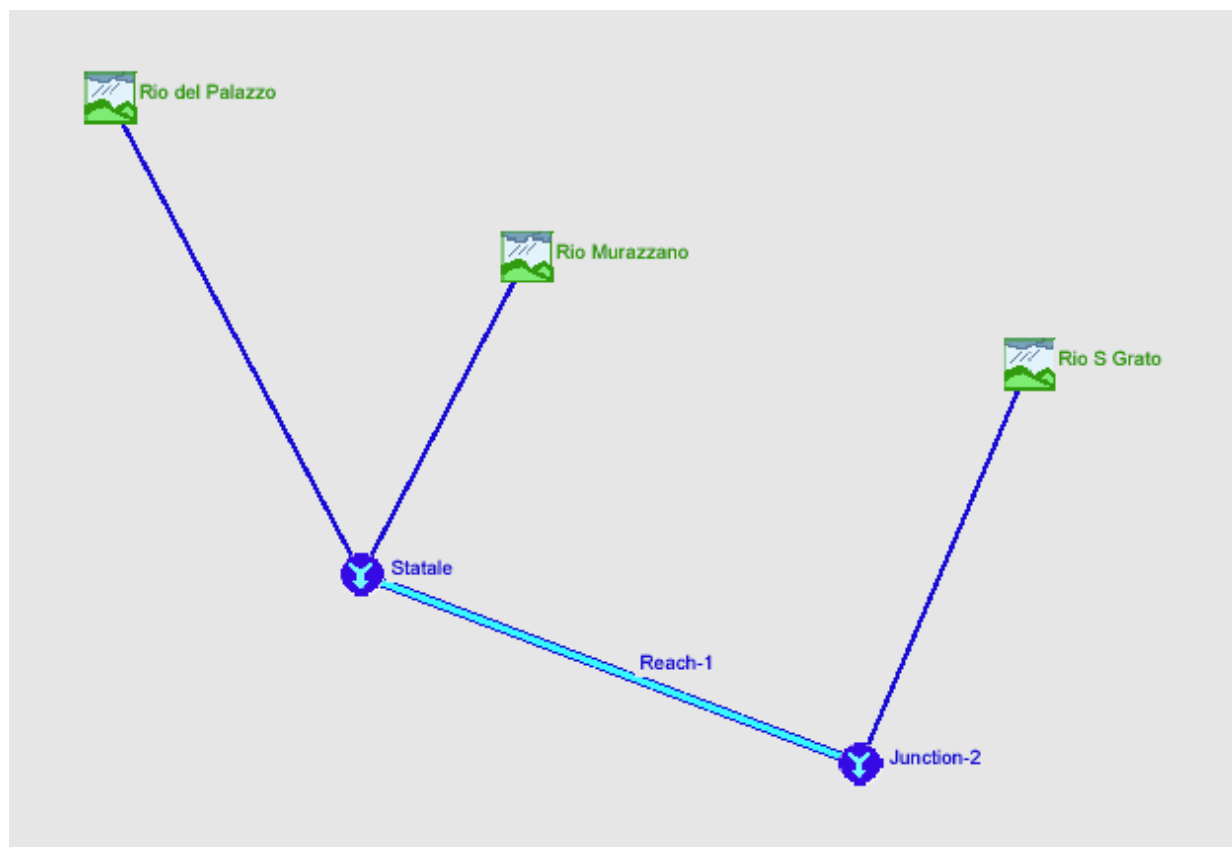 Rio del Palazzo
Rio Murazzano
Rio S Grato
Statale
Reach-1
Junction-2